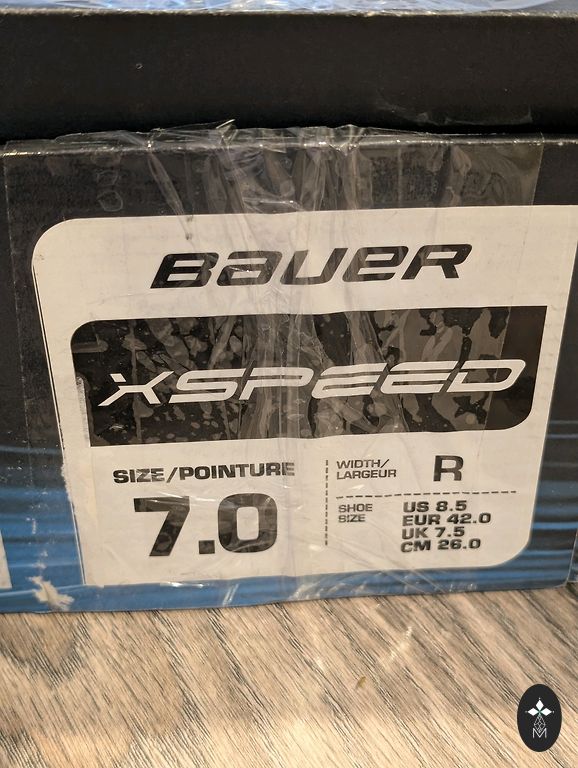 BAUER
XSPEED
SIZE/POINTURE
7.0
WIDTH/
LARGEUR
R
SHOE
SIZE
US 8.5
EUR 42.0
UK 7.5
CM 26.0
M